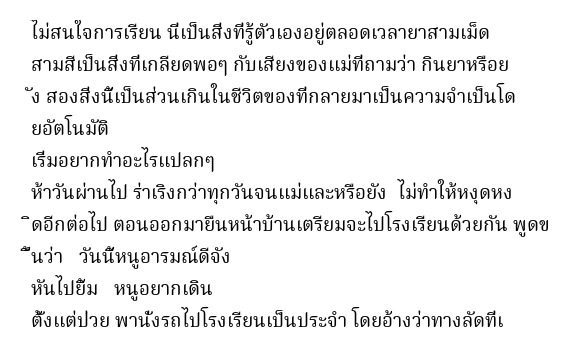 ไม่สนใจการเรียน นี่เป็นสิ่งที่รู้ตัวเองอยู่ตลอดเวลายาสามเม็ด
สามสีเป็นสิ่งที่เกลียดพอๆ กับเสียงของแม่ที่ถามว่า กินยาหรือย
ัง สองสิ่งนี้เป็นส่วนเกินในชีวิตของที่กลายมาเป็นความจำเป็นโด
ยอัตโนมัติ
เริ่มอยากทำอะไรแปลกๆ
ห้าวันผ่านไป ร่าเริงกว่าทุกวันจนแม่และหรือยัง  ไม่ทำให้หงุดหง
ิดอีกต่อไป ตอนออกมายืนหน้าบ้านเตรียมจะไปโรงเรียนด้วยกัน พูดข
ึ้นว่า   วันนี้หนูอารมณ์ดีจัง
หันไปยิ้ม   หนูอยากเดิน
ตั้งแต่ป่วย พานั่งรถไปโรงเรียนเป็นประจำ โดยอ้างว่าทางลัดที่เ